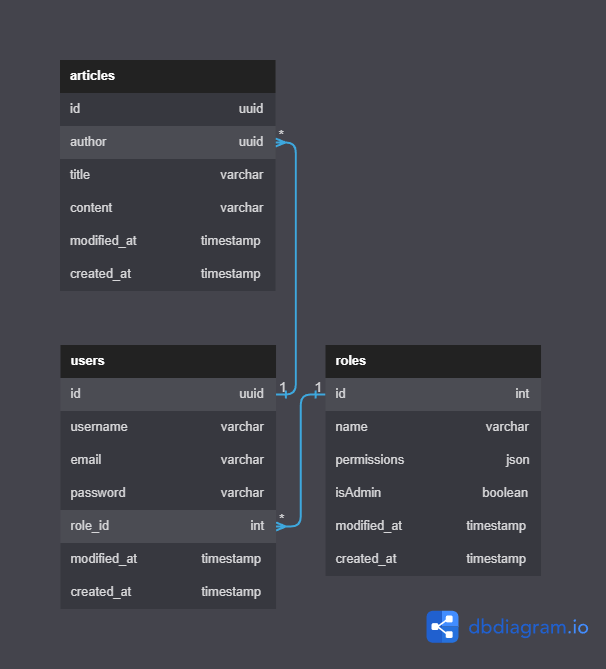 articles
id uuid
author uuid *
title varchar
content varchar
modified_at timestamp
created_at timestamp
users
id uuid 1
username varchar
email varchar
password varchar
role_id int *
modified_at timestamp
created_at timestamp
roles
1 id int
name varchar
permissions json
isAdmin boolean
modified_at timestamp
created_at timestamp
dbdiagram.io